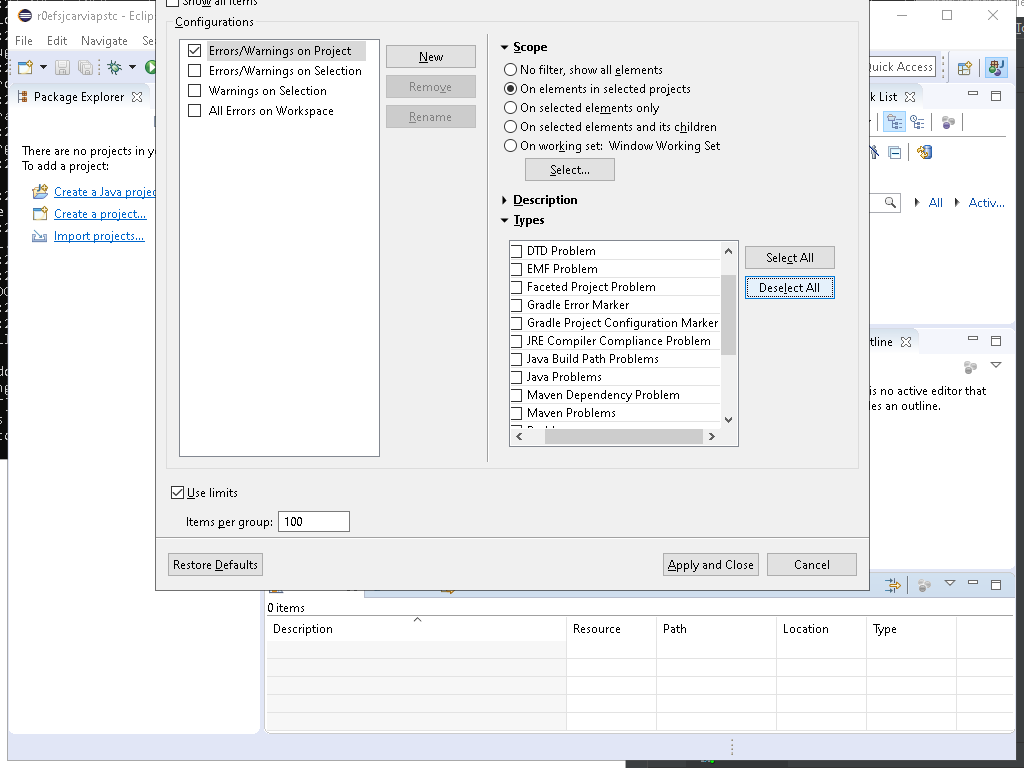 r0efsjcarviapstc - Eclip
Show all items
File Edit Navigate Se
Configurations
Errors/Warnings on Project
Errors/Warnings on Selection
Warnings on Selection
All Errors on Workspace
New
Remove
Rename
Scope
No filter, show all elements
On elements in selected projects
On selected elements only
On selected elements and its children
On working set: Window Working Set
Select...
Description
Types
DTD Problem
EMF Problem
Faceted Project Problem
Gradle Error Marker
Gradle Project Configuration Marker
JRE Compiler Compliance Problem
Java Build Path Problems
Java Problems
Maven Dependency Problem
Maven Problems
Select All
Deselect All
Use limits
Items per group: 100
Restore Defaults
Apply and Close
Cancel
Package Explorer
There are no projects in y
To add a project:
Create a Java projec
Create a project...
Import projects...
Quick Access
k List
All Activ...
tline
is no active editor that
des an outline.
0 items
Description Resource Path Location Type